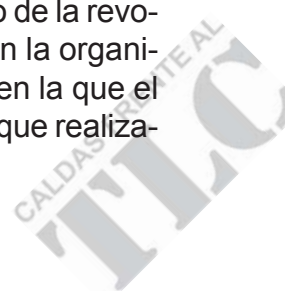 o de la revo-
n la organi-
en la que el
que realiza-
CALDAS FRENTE AL
TLC